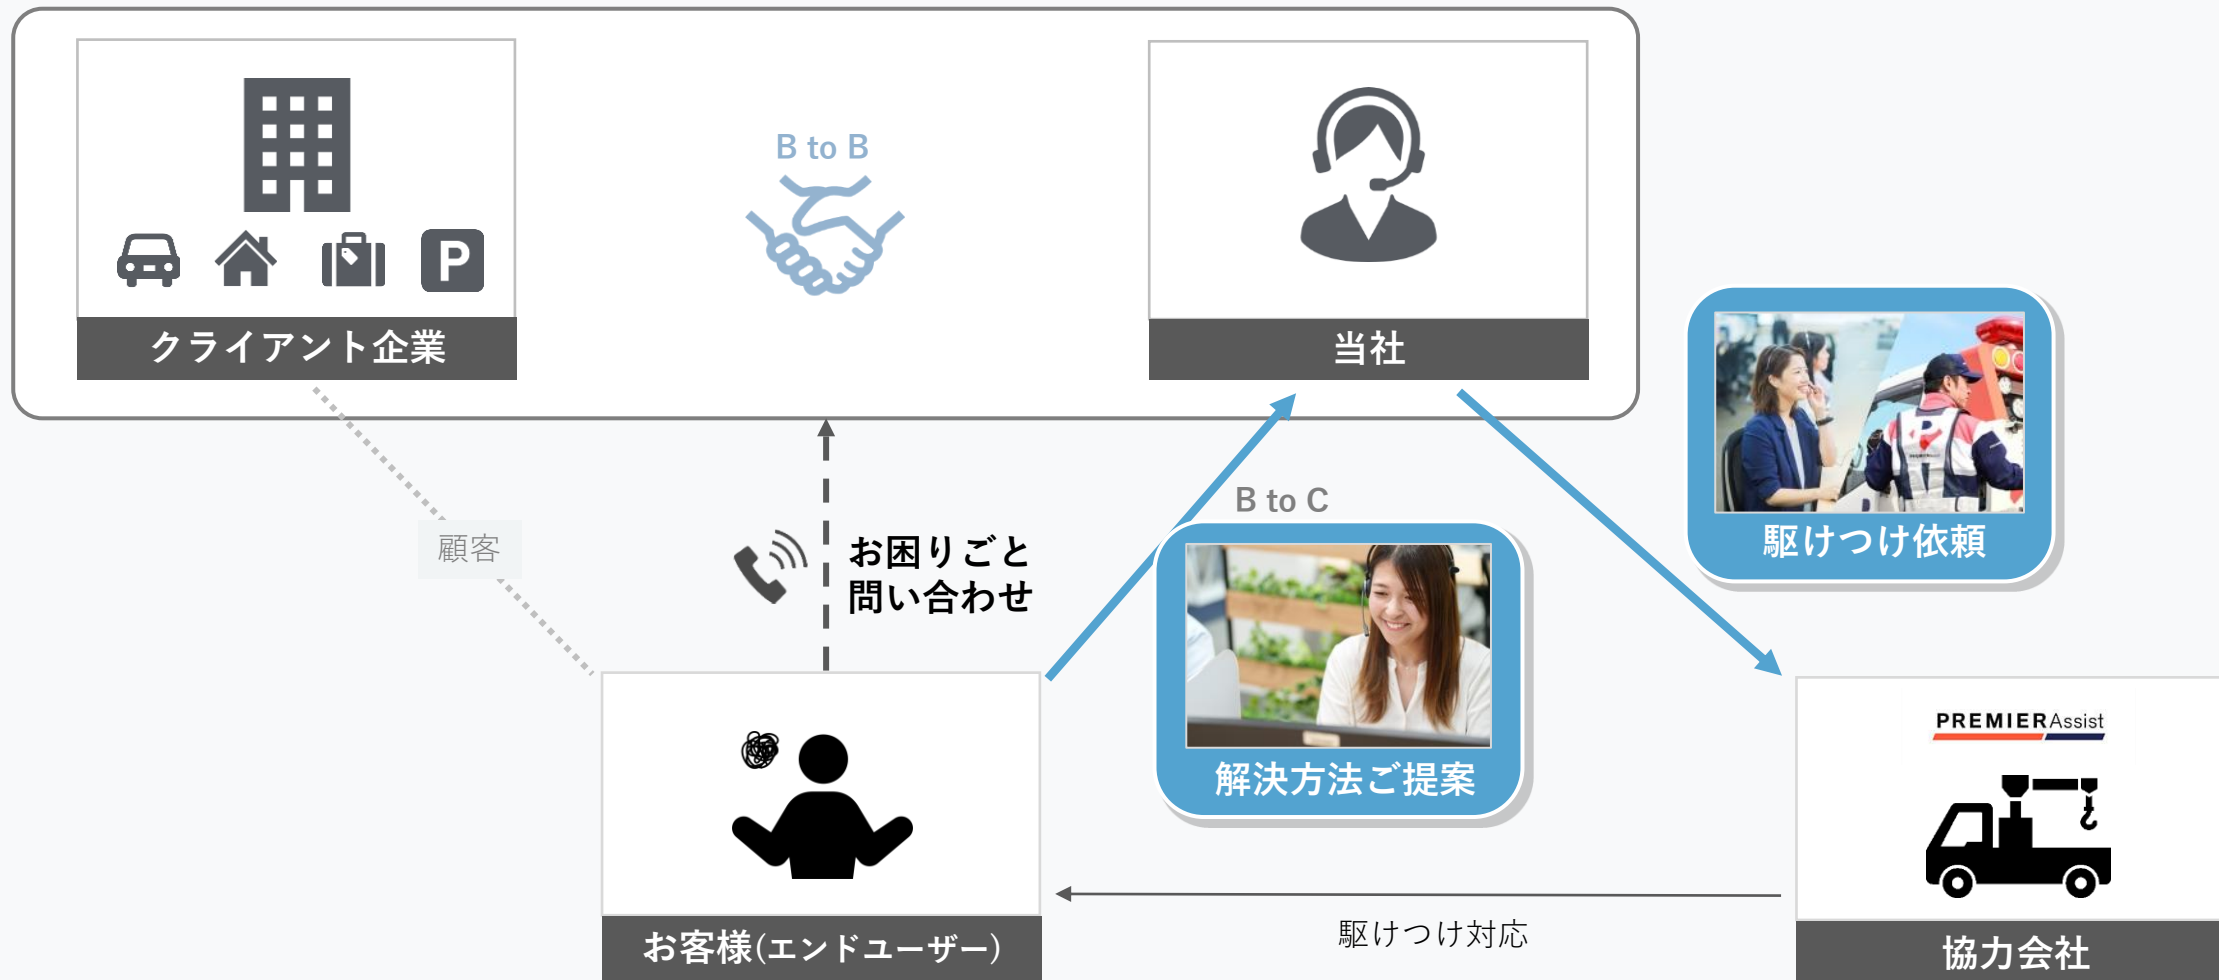 B to B
P
クライアント企業
当社
B to C
駆けつけ依頼
顧客
お困りごと
問い合わせ
解決方法ご提案
PREMIER Assist
お客様(エンドユーザー)
駆けつけ対応
協力会社